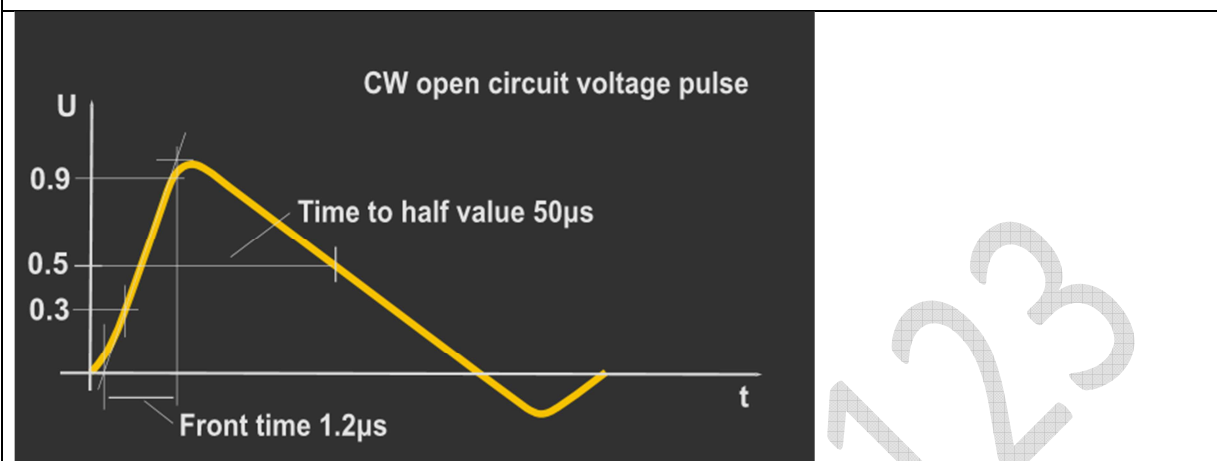 CW open circuit voltage pulse
U
0.9
Time to half value 50µs
0.5
0.3
t
Front time 1.2µs
123